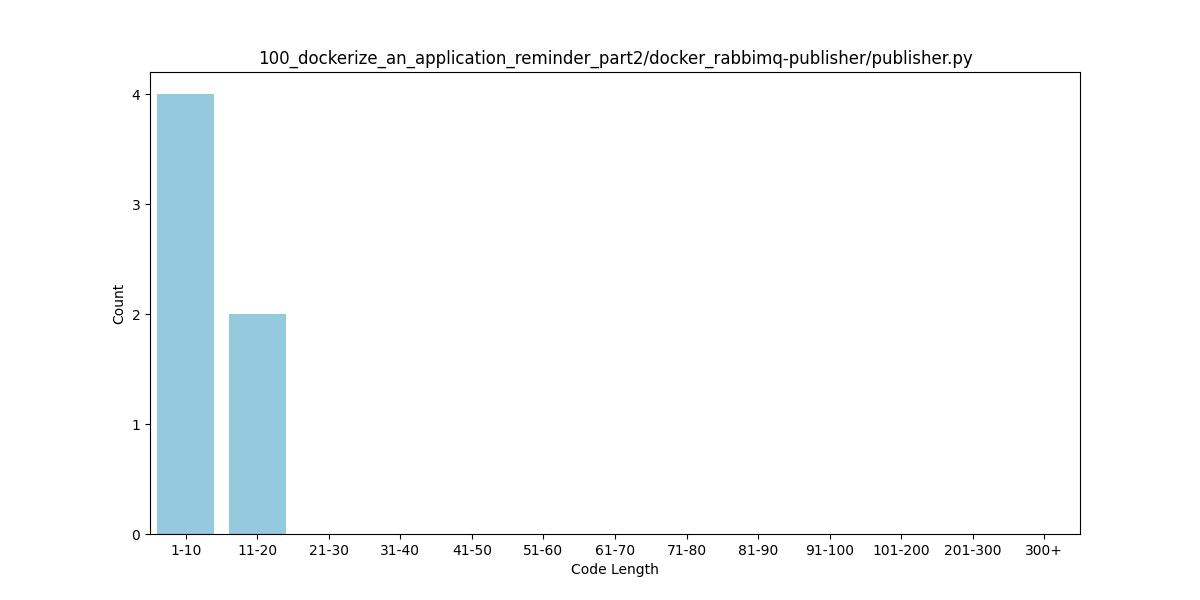 100_dockerize_an_application_reminder_part2/docker_rabbimq-publisher/publisher.py
4
3
2
1
0
Count
1-10 11-20 21-30 31-40 41-50 51-60 61-70 71-80 81-90 91-100 101-200 201-300 300+
Code Length